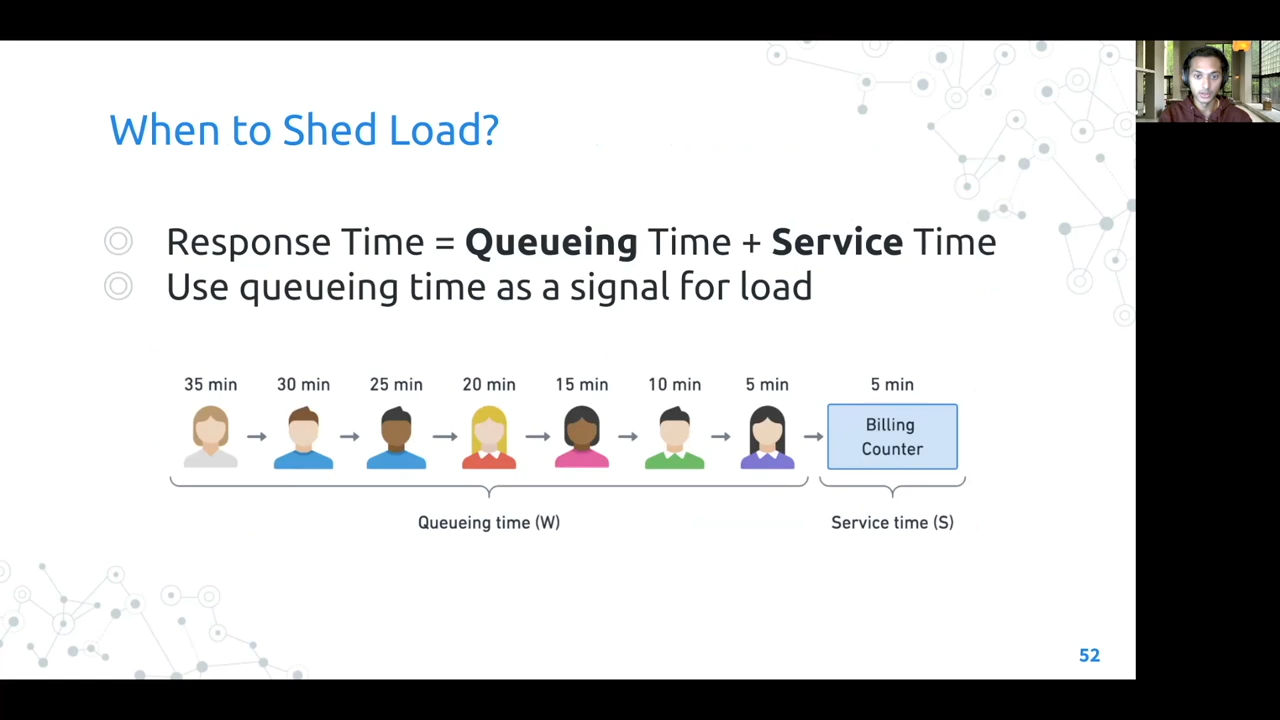 When to Shed Load?
Response Time = Queueing Time + Service Time
Use queueing time as a signal for load
35 min 30 min 25 min 20 min 15 min 10 min 5 min 5 min
Billing
Counter
Queueing time (W) Service time (S)
52